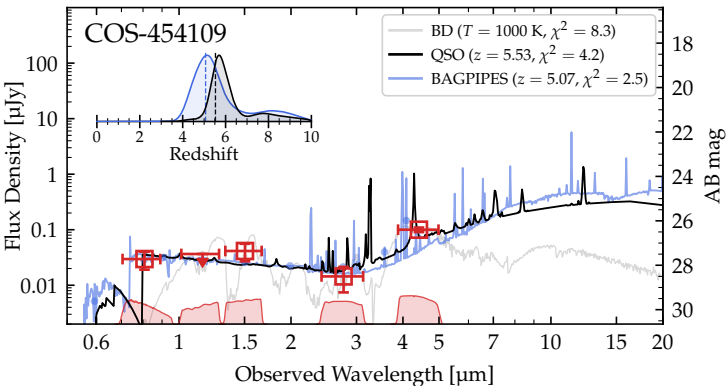 COS-454109
BD (T = 1000 K, χ² = 8.3)
QSO (z = 5.53, χ² = 4.2)
BAGPIPES (z = 5.07, χ² = 2.5)
0 2 4 6 8 10
Redshift
100
10
1
0.1
0.01
Flux Density [µJy]
18
20
22
24
26
28
30
AB mag
0.6 1 1.5 2 3 4 5 10 15 20
Observed Wavelength [µm]